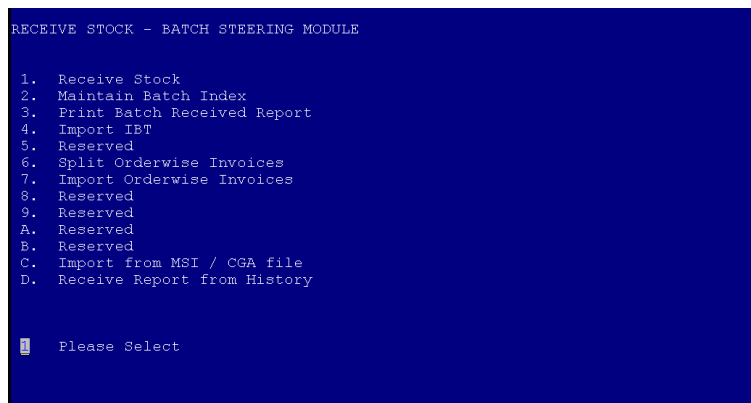 RECEIVE STOCK - BATCH STEERING MODULE
1. Receive Stock
2. Maintain Batch Index
3. Print Batch Received Report
4. Import IBT
5. Reserved
6. Split Orderwise Invoices
7. Import Orderwise Invoices
8. Reserved
9. Reserved
A. Reserved
B. Reserved
C. Import from MSI / CGA file
D. Receive Report from History
1 Please Select